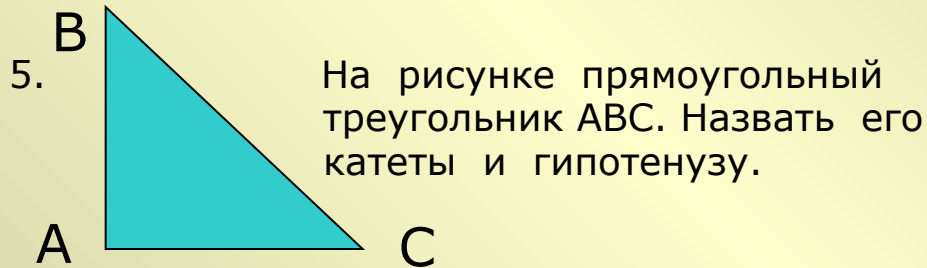 В
5. На рисунке прямоугольный
треугольник АВС. Назвать его
катеты и гипотенузу.
А С